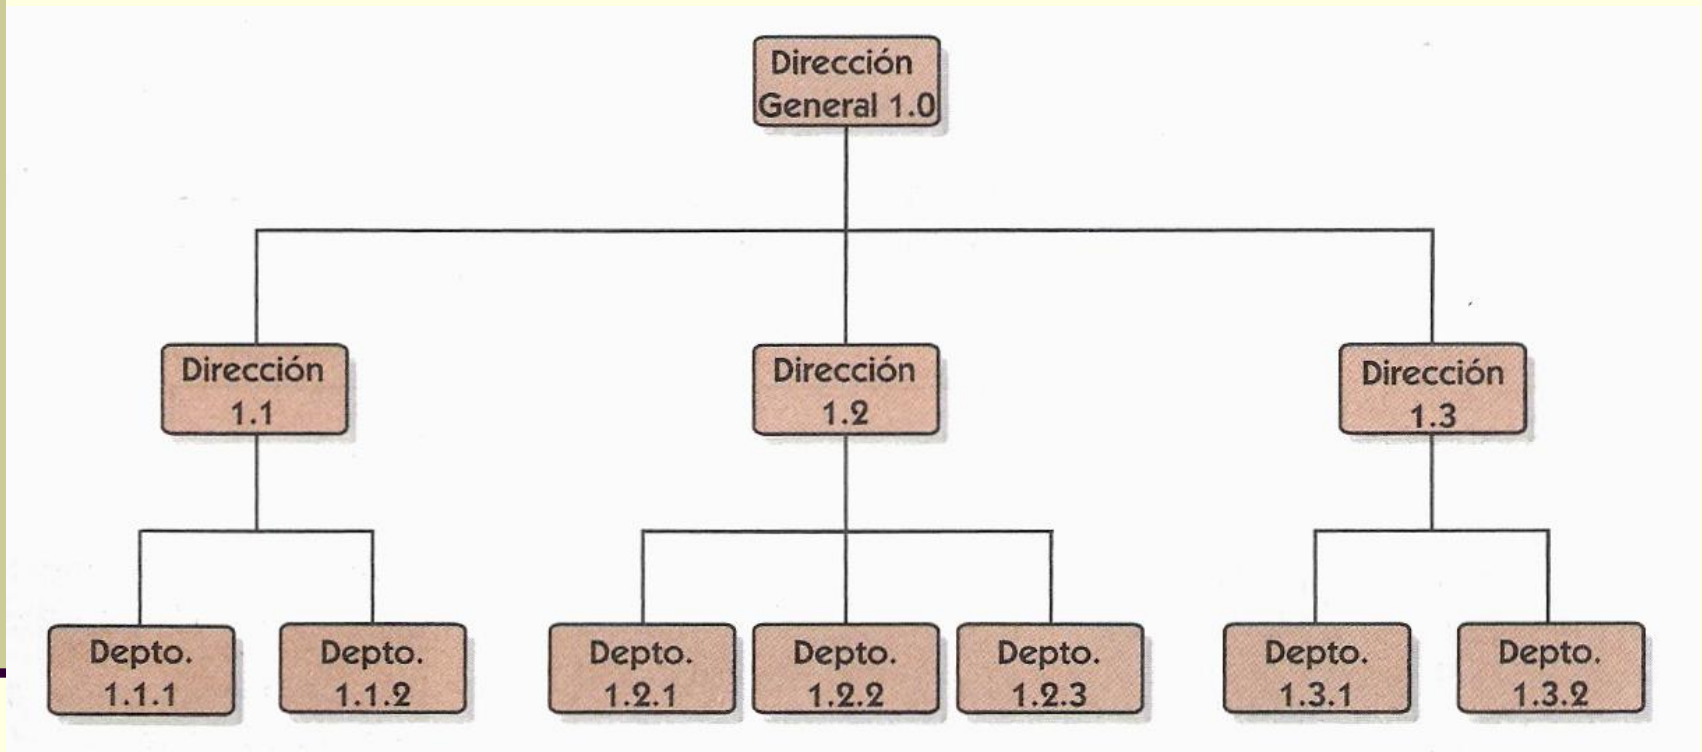 Dirección
General 1.0
Dirección
1.1
Dirección
1.2
Dirección
1.3
Depto.
1.1.1
Depto.
1.1.2
Depto.
1.2.1
Depto.
1.2.2
Depto.
1.2.3
Depto.
1.3.1
Depto.
1.3.2